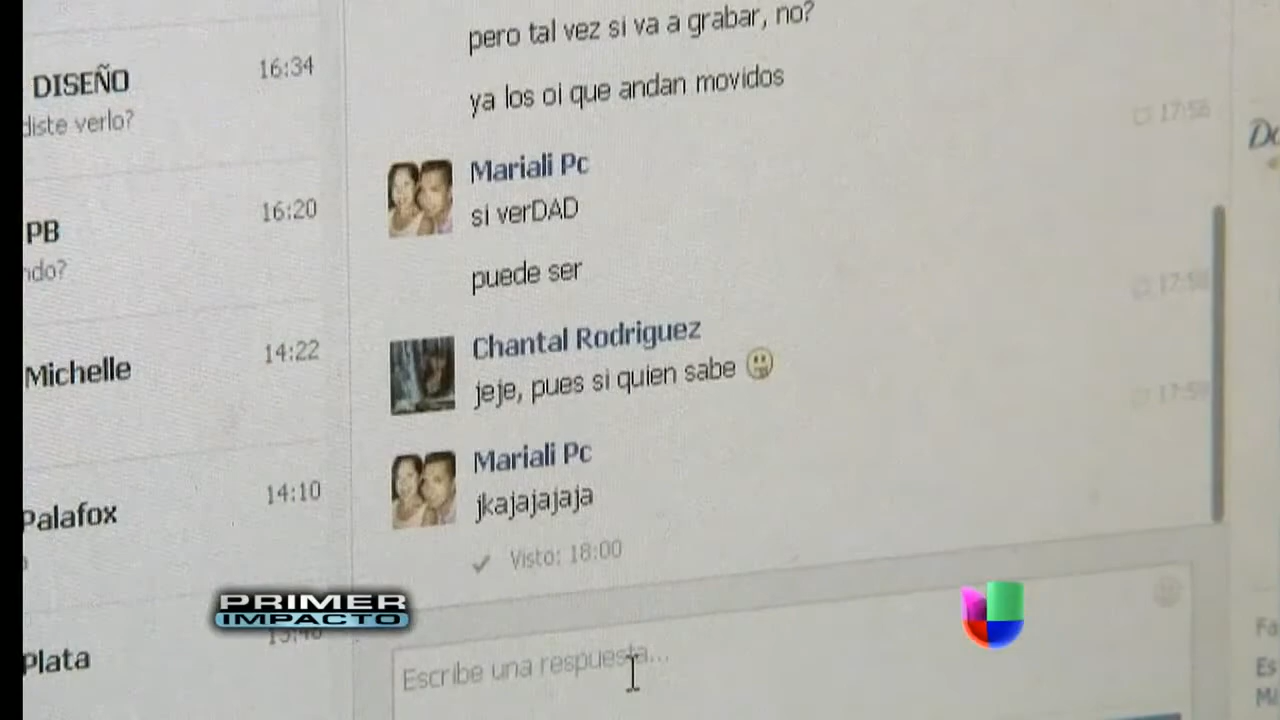 DISEÑO
16:34
diste verlo?
PB
16:20
ndo?
Michelle
14:22
Palafox
14:10
Plata
pero tal vez si va a grabar, no?
ya los oi que andan movidos
17:56
Mariali Pc
si verDAD
puede ser
17:58
Chantal Rodriguez
jeje, pues si quien sabe
17:59
Mariali Pc
jkajajajaja
Visto: 18:00
Escribe una respuesta...
PRIMER
IMPACTO